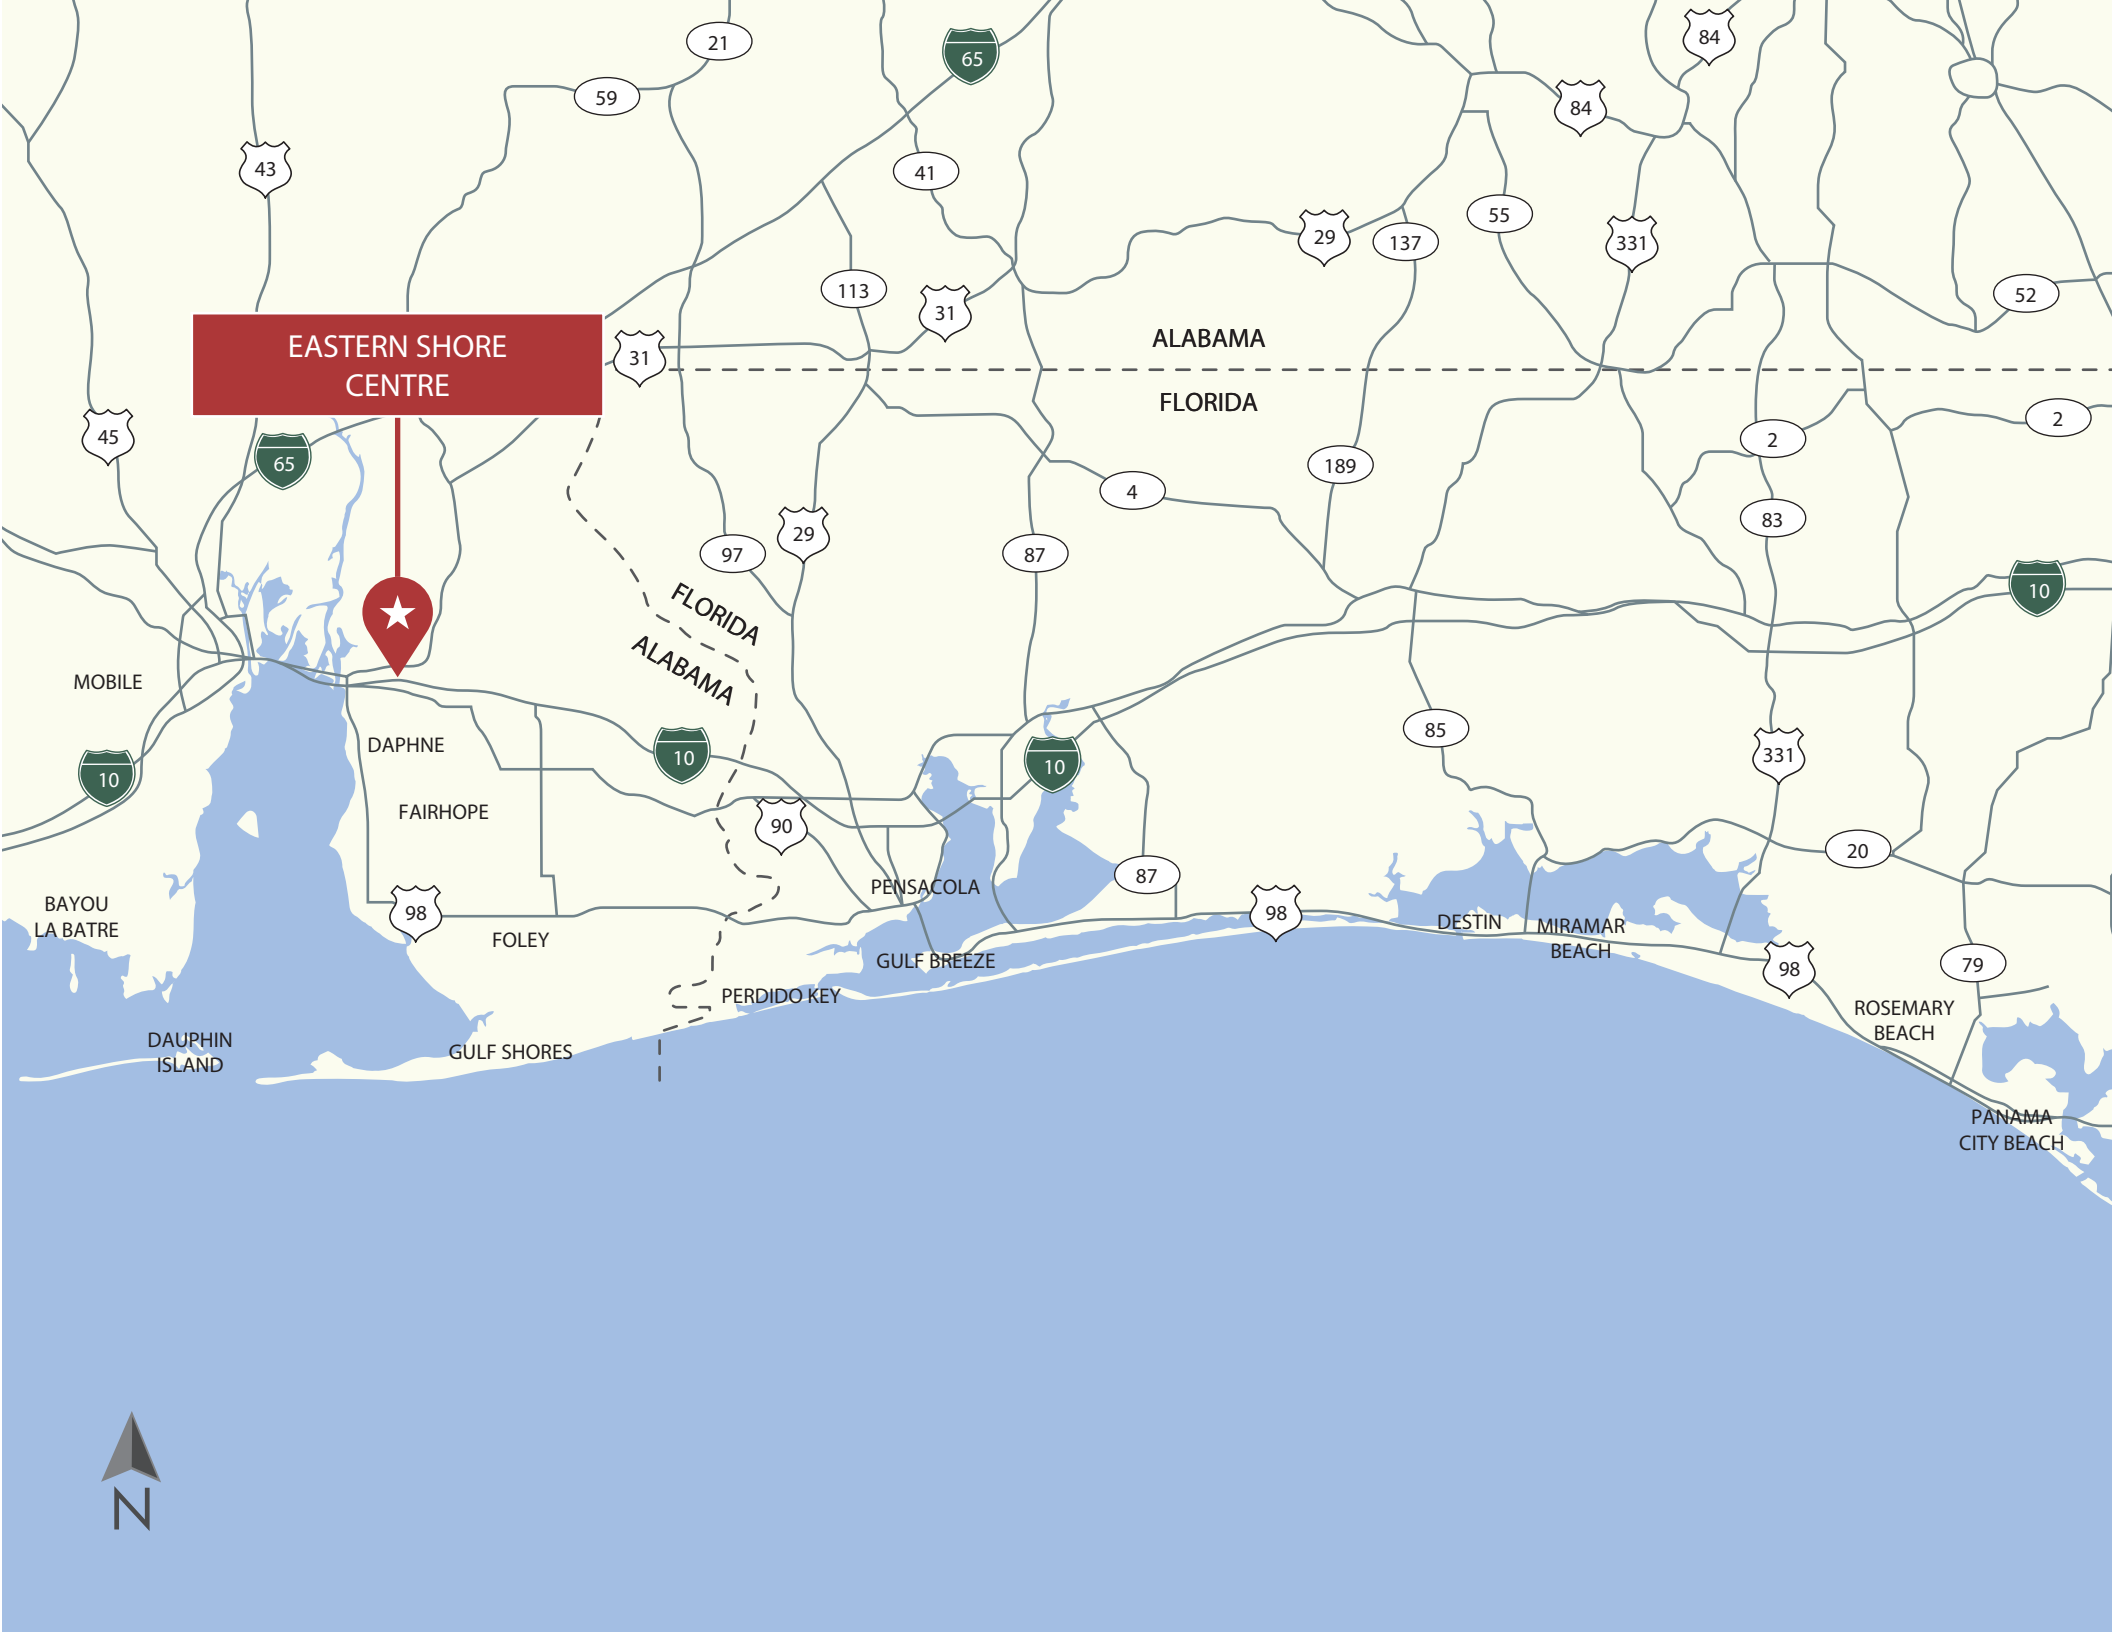 21
65
84
59
84
43
41
55
29
137
331
113
52
31
ALABAMA
EASTERN SHORE
CENTRE
31
FLORIDA
45
2
2
65
189
4
83
29
97
87
10
FLORIDA
ALABAMA
MOBILE
85
DAPHNE
10
10
331
10
FAIRHOPE
90
20
87
PENSACOLA
BAYOU
LA BATRE
98
98
DESTIN
MIRAMAR
BEACH
FOLEY
GULF BREEZE
98
79
PERDIDO KEY
ROSEMARY
BEACH
DAUPHIN
ISLAND
GULF SHORES
PANAMA
CITY BEACH
N